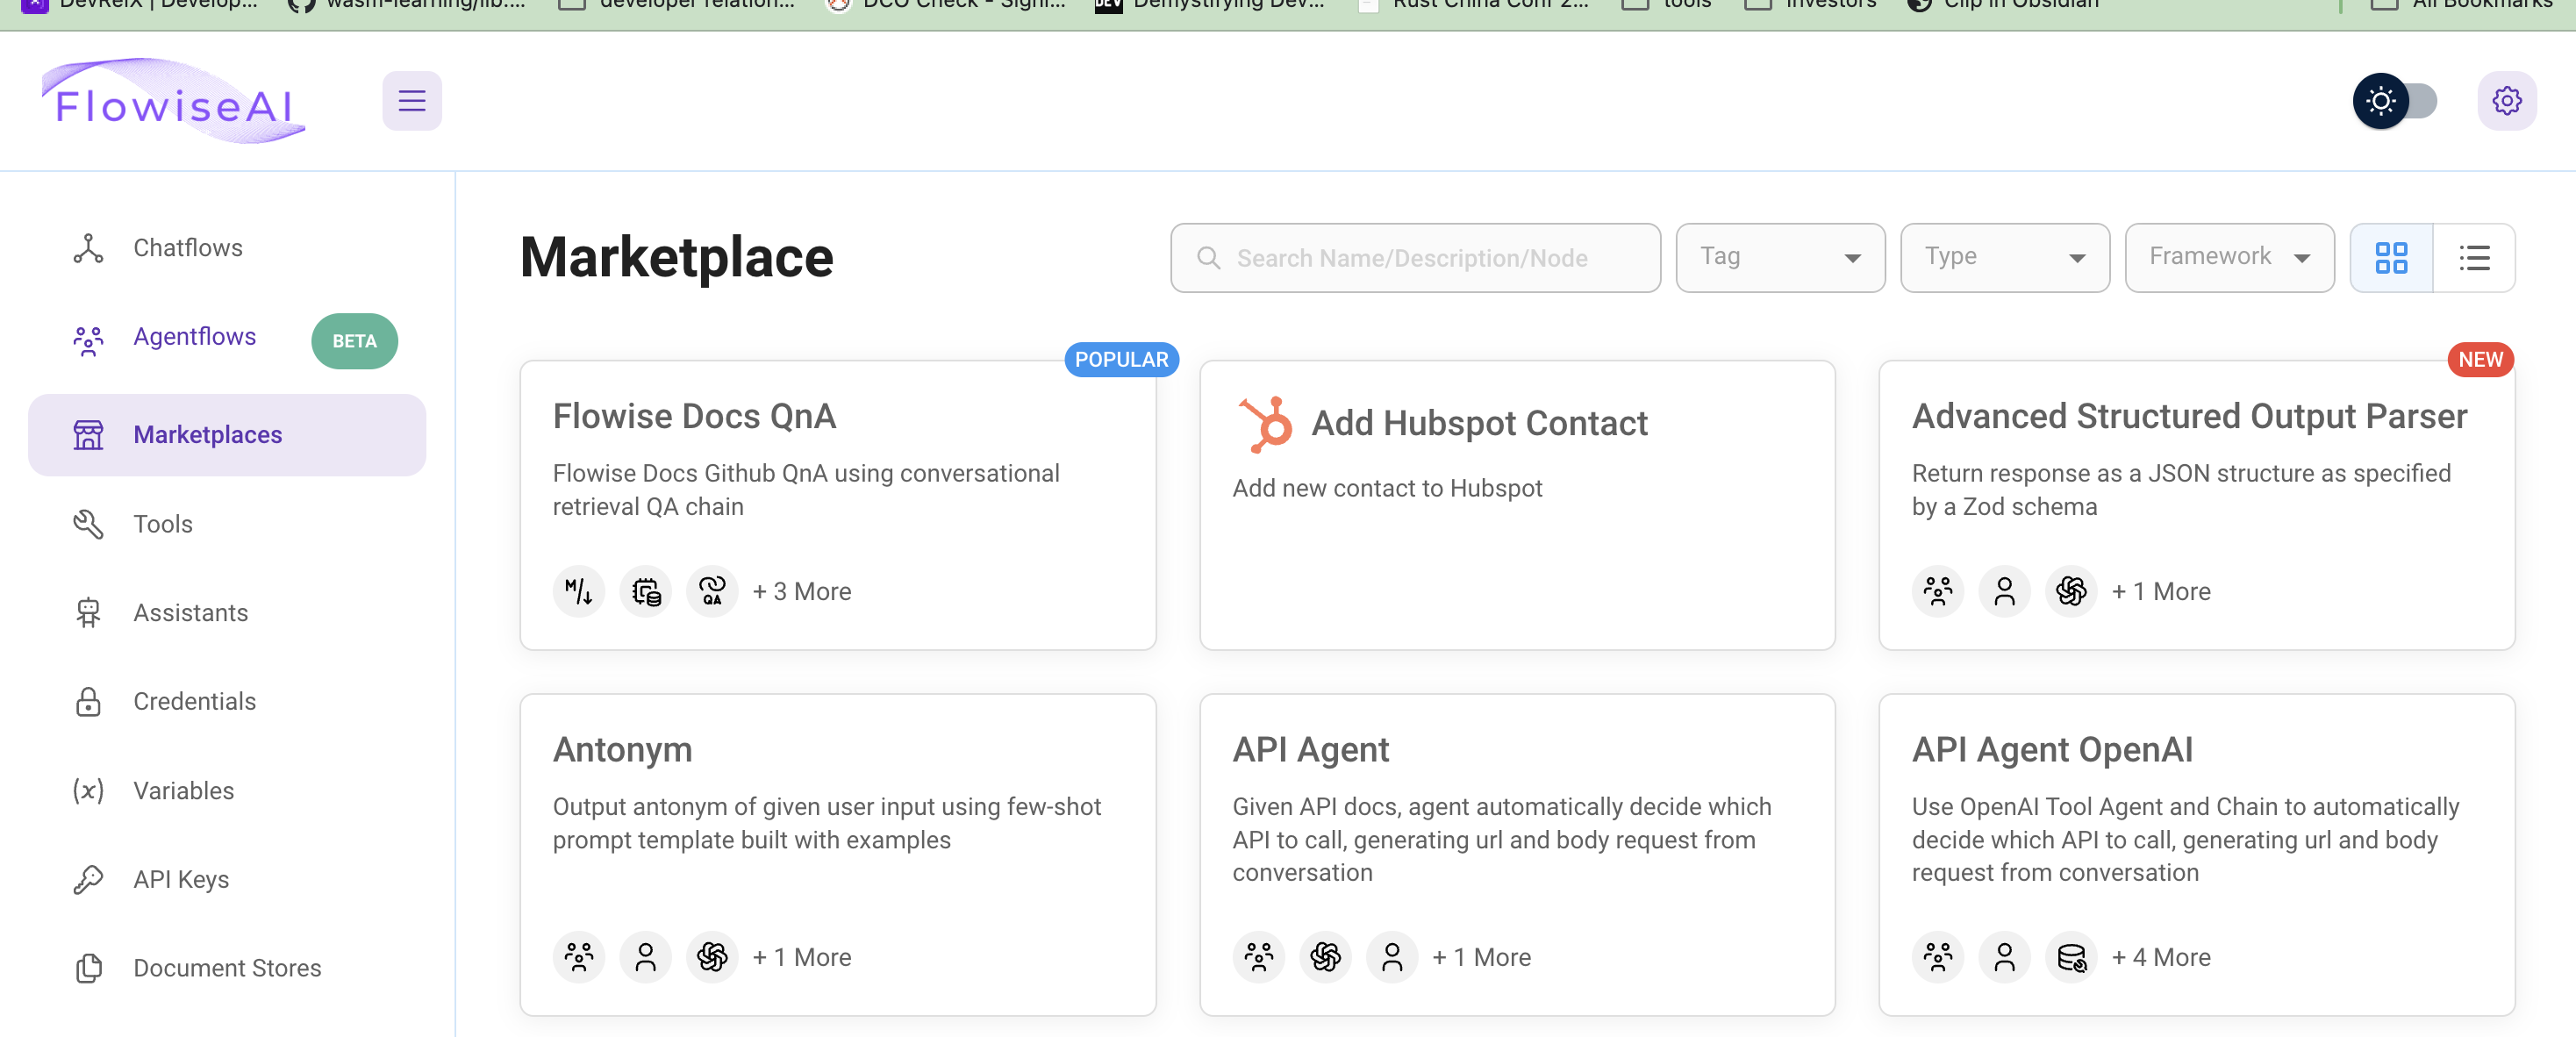 DevRelX | Develop...
wasm-learning/lib....
developer relation...
DCO Check - Signi...
DEV
Demystifying Dev...
Rust China Conf 2...
tools
investors
Clip in Obsidian
All Bookmarks
FlowiseAI
Chatflows
Agentflows
BETA
Marketplaces
Tools
Assistants
Credentials
Variables
API Keys
Document Stores
Marketplace
Search Name/Description/Node
Tag
Type
Framework
POPULAR
Flowise Docs QnA
Flowise Docs Github QnA using conversational
retrieval QA chain
QA
+ 3 More
Add Hubspot Contact
Add new contact to Hubspot
NEW
Advanced Structured Output Parser
Return response as a JSON structure as specified
by a Zod schema
+ 1 More
Antonym
Output antonym of given user input using few-shot
prompt template built with examples
+ 1 More
API Agent
Given API docs, agent automatically decide which
API to call, generating url and body request from
conversation
+ 1 More
API Agent OpenAI
Use OpenAI Tool Agent and Chain to automatically
decide which API to call, generating url and body
request from conversation
+ 4 More